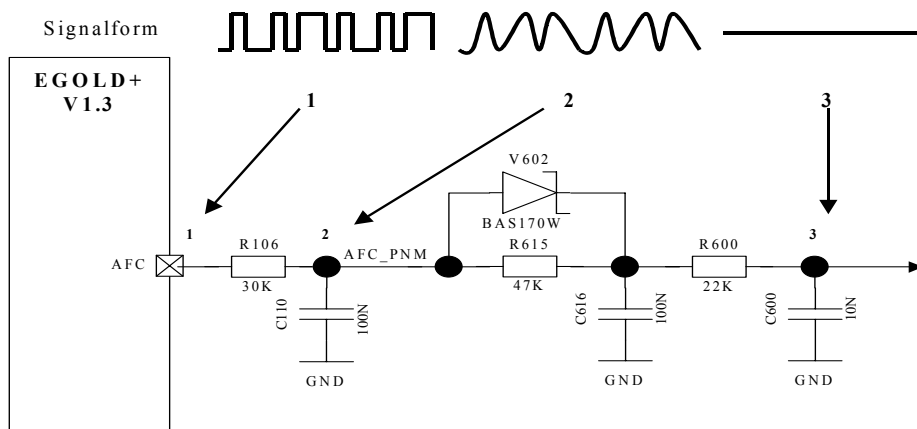 Signalform
EGOLD+
V1.3
1
2
3
V602
BAS170W
1
2
3
AFC
R106
30K
AFC_PNM
R615
47K
R600
22K
C110
100N
C616
100N
C600
10N
GND
GND
GND